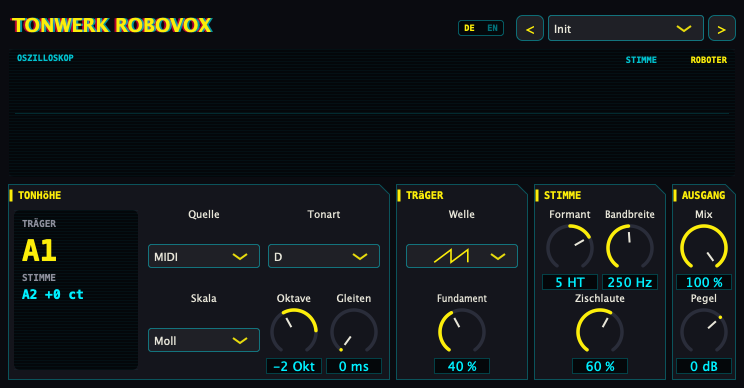 TONWERK ROBOVOX
DE EN
< Init >
OSZILLOSKOP
STIMME ROBOTER
TONHöHE
TRÄGER
A1
STIMME
A2 +0 ct
Quelle
MIDI
Tonart
D
Skala
Moll
Oktave
-2 Okt
Gleiten
0 ms
TRäGER
Welle
Fundament
40 %
STIMME
Formant
5 HT
Bandbreite
250 Hz
Zischlaute
60 %
AUSGANG
Mix
100 %
Pegel
0 dB